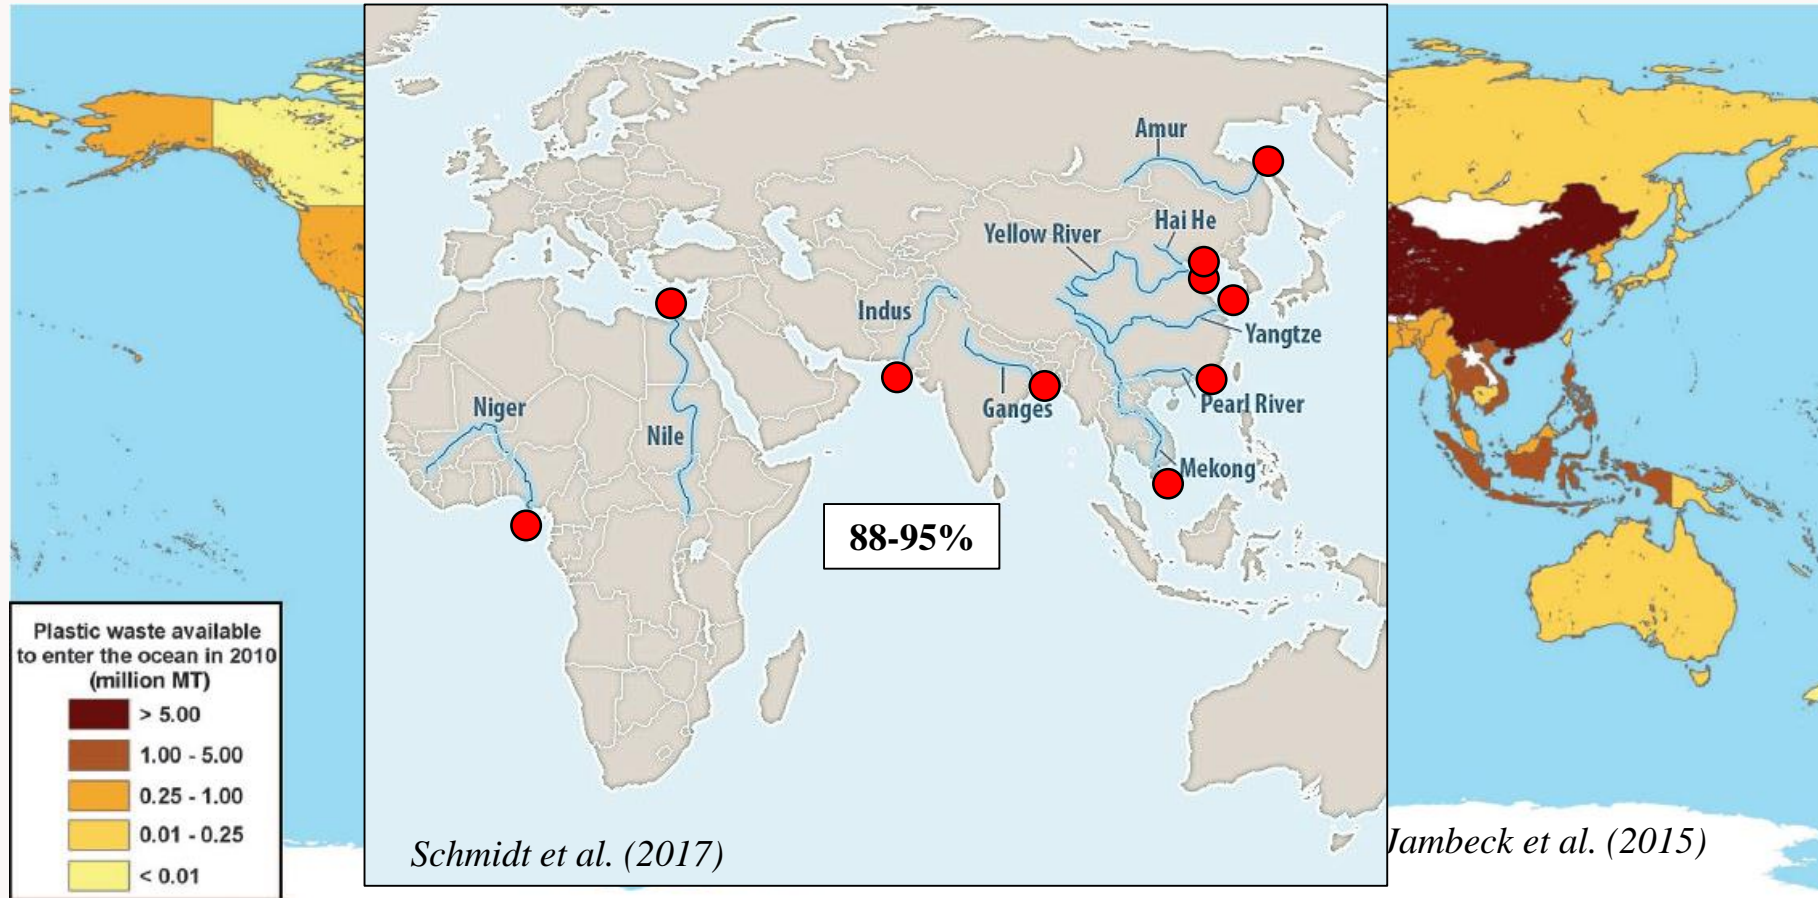 Amur
Hai He
Yellow River
Indus
Yangtze
Niger
Nile
Ganges
Pearl River
Mekong
88-95%
Plastic waste available
to enter the ocean in 2010
(million MT)
> 5.00
1.00 - 5.00
0.25 - 1.00
0.01 - 0.25
< 0.01
Schmidt et al. (2017)
Jambeck et al. (2015)